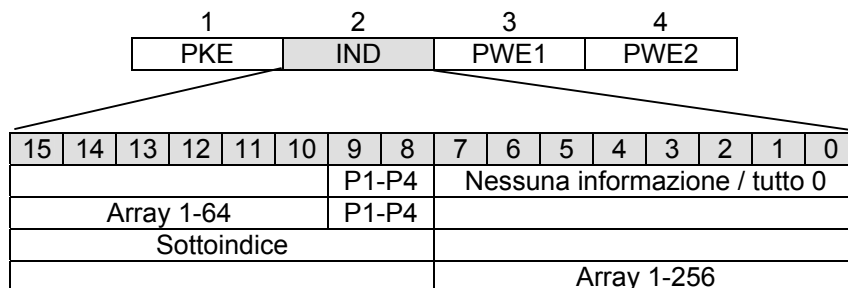 1 2 3 4
PKE IND PWE1 PWE2
15 14 13 12 11 10 9 8 7 6 5 4 3 2 1 0
P1-P4 Nessuna informazione / tutto 0
Array 1-64 P1-P4
Sottoindice
Array 1-256